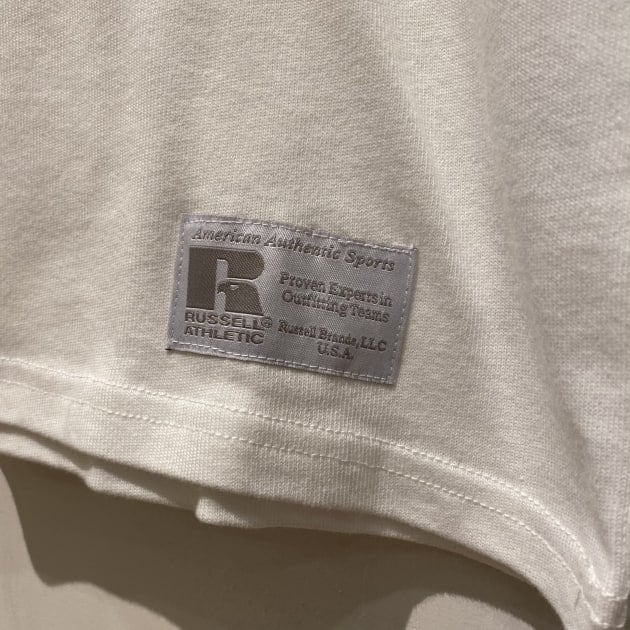 American Authentic Sports
R
RUSSELL®
ATHLETIC
Proven Experts in
Outfitting Teams
Russell Brands, LLC
U.S.A.